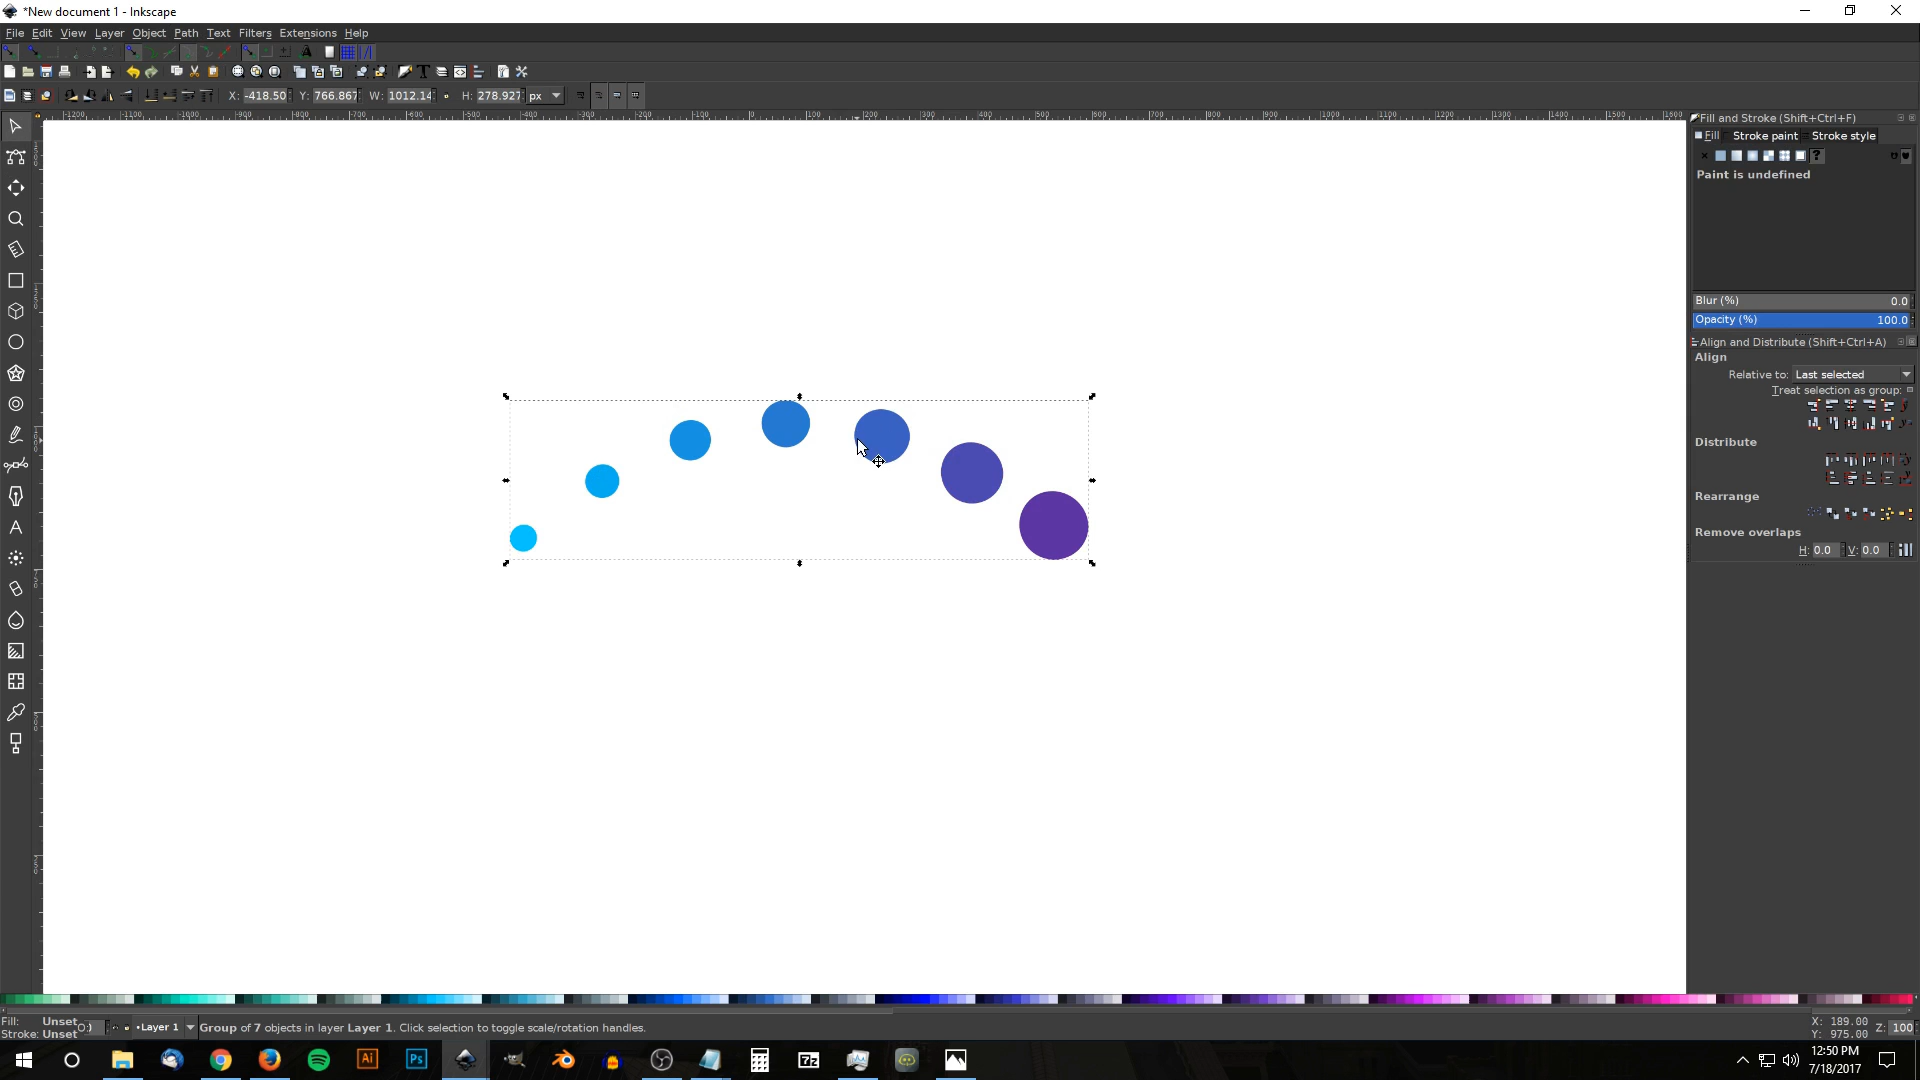 *New document 1 - Inkscape
File Edit View Layer Object Path Text Filters Extensions Help
X: -418.50 Y: 766.867 W: 1012.14 H: 278.927 px
Fill and Stroke (Shift+Ctrl+F)
Fill Stroke paint Stroke style
Paint is undefined
Blur (%) 0.0
Opacity (%) 100.0
Align and Distribute (Shift+Ctrl+A)
Align
Relative to: Last selected
Treat selection as group:
Distribute
Rearrange
Remove overlaps
H: 0.0 V: 0.0
Fill: Unset
Stroke: Unset
O:
•Layer 1
Group of 7 objects in layer Layer 1. Click selection to toggle scale/rotation handles.
X: 189.00
Y: 975.00
Z: 100
Ai
Ps
7z
12:50 PM
7/18/2017